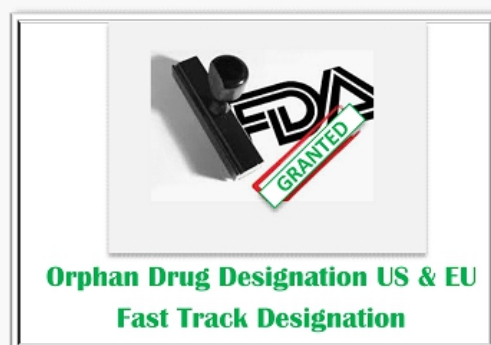 FDA
GRANTED
Orphan Drug Designation US & EU
Fast Track Designation